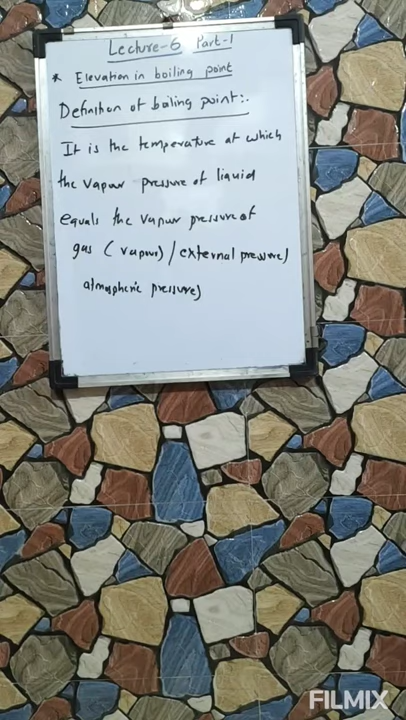 Lecture-6 Part-1
* Elevation in boiling point
Definition of boiling point:-
It is the temperature at which
the vapour pressure of liquid
equals the vapour pressure of
gas (vapour) / external pressure/
atmospheric pressure)
FILMIX